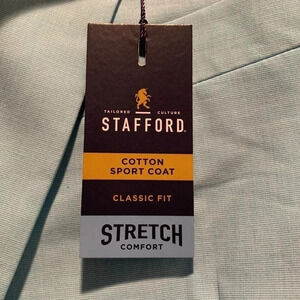 TAILORED CULTURE
STAFFORD®
COTTON
SPORT COAT
CLASSIC FIT
STRETCH
COMFORT